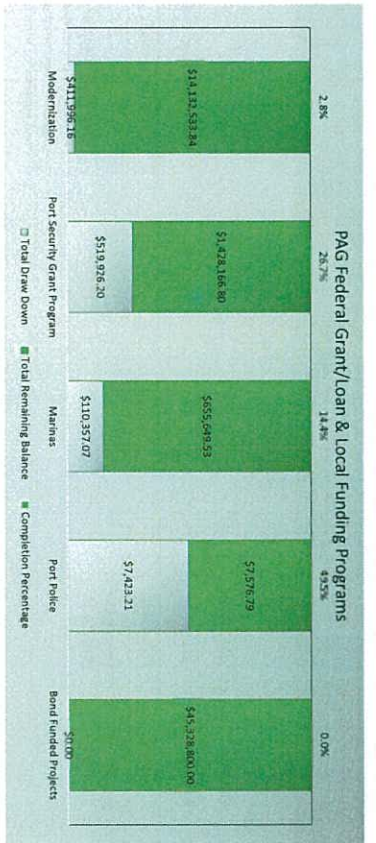 PAG Federal Grant/Loan & Local Funding Programs
2.8% 26.7% 14.4% 49.5% 0.0%
$14,132,533.84 $1,428,166.80 $655,649.53 $7,576.79 $45,328,800.00
$411,996.16 $519,926.20 $110,357.07 $7,423.21 $0.00
Modernization Port Security Grant Program Marinas Port Police Bond Funded Projects
Total Draw Down Total Remaining Balance Completion Percentage